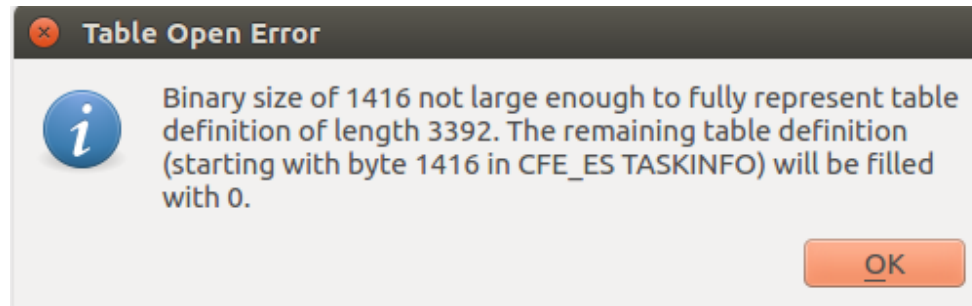 Table Open Error
Binary size of 1416 not large enough to fully represent table
definition of length 3392. The remaining table definition
(starting with byte 1416 in CFE_ES TASKINFO) will be filled
with 0.
OK